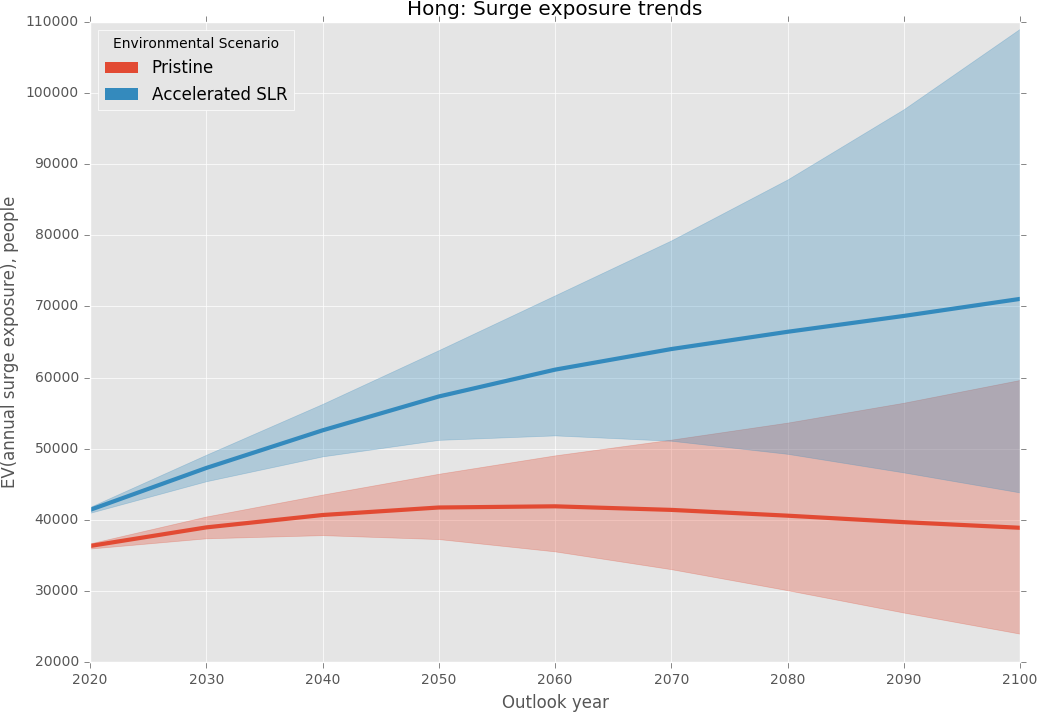 Hong: Surge exposure trends
Environmental Scenario
Pristine
Accelerated SLR
EV(annual surge exposure), people
110000
100000
90000
80000
70000
60000
50000
40000
30000
20000
2020 2030 2040 2050 2060 2070 2080 2090 2100
Outlook year